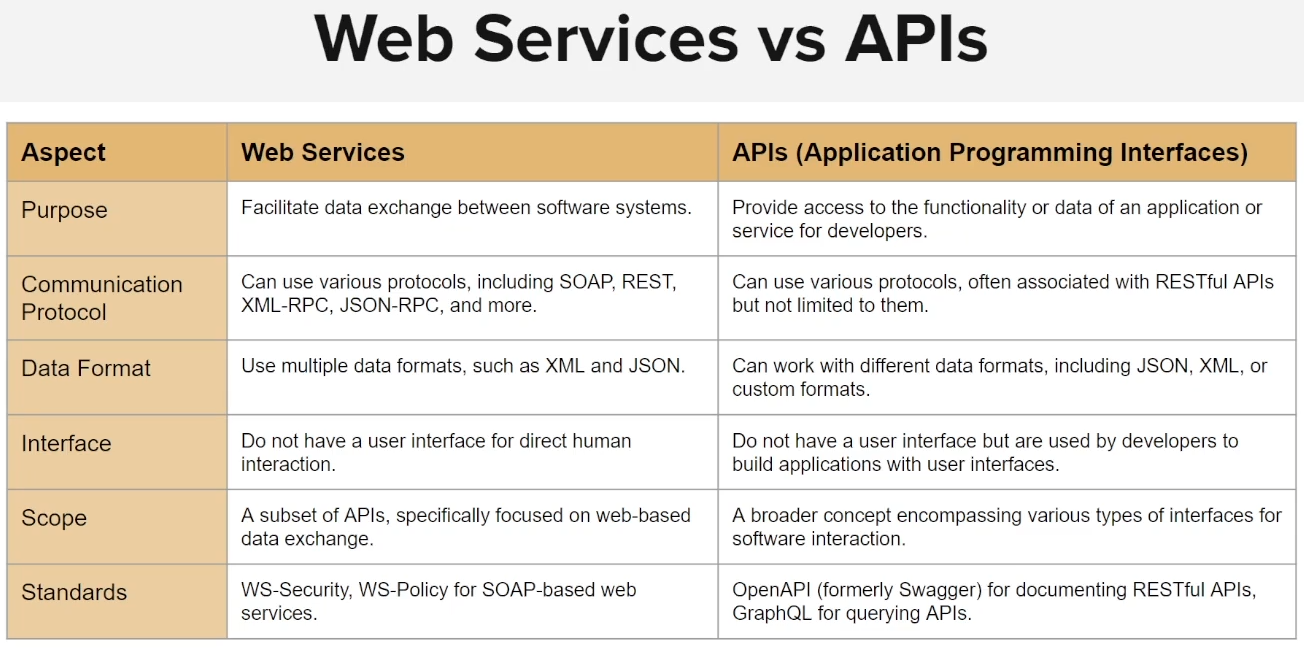 Web Services vs APIs
Aspect
Web Services
APIs (Application Programming Interfaces)
Purpose
Facilitate data exchange between software systems.
Provide access to the functionality or data of an application or
service for developers.
Communication
Protocol
Can use various protocols, including SOAP, REST,
XML-RPC, JSON-RPC, and more.
Can use various protocols, often associated with RESTful APIs
but not limited to them.
Data Format
Use multiple data formats, such as XML and JSON.
Can work with different data formats, including JSON, XML, or
custom formats.
Interface
Do not have a user interface for direct human
interaction.
Do not have a user interface but are used by developers to
build applications with user interfaces.
Scope
A subset of APIs, specifically focused on web-based
data exchange.
A broader concept encompassing various types of interfaces for
software interaction.
Standards
WS-Security, WS-Policy for SOAP-based web
services.
OpenAPI (formerly Swagger) for documenting RESTful APIs,
GraphQL for querying APIs.